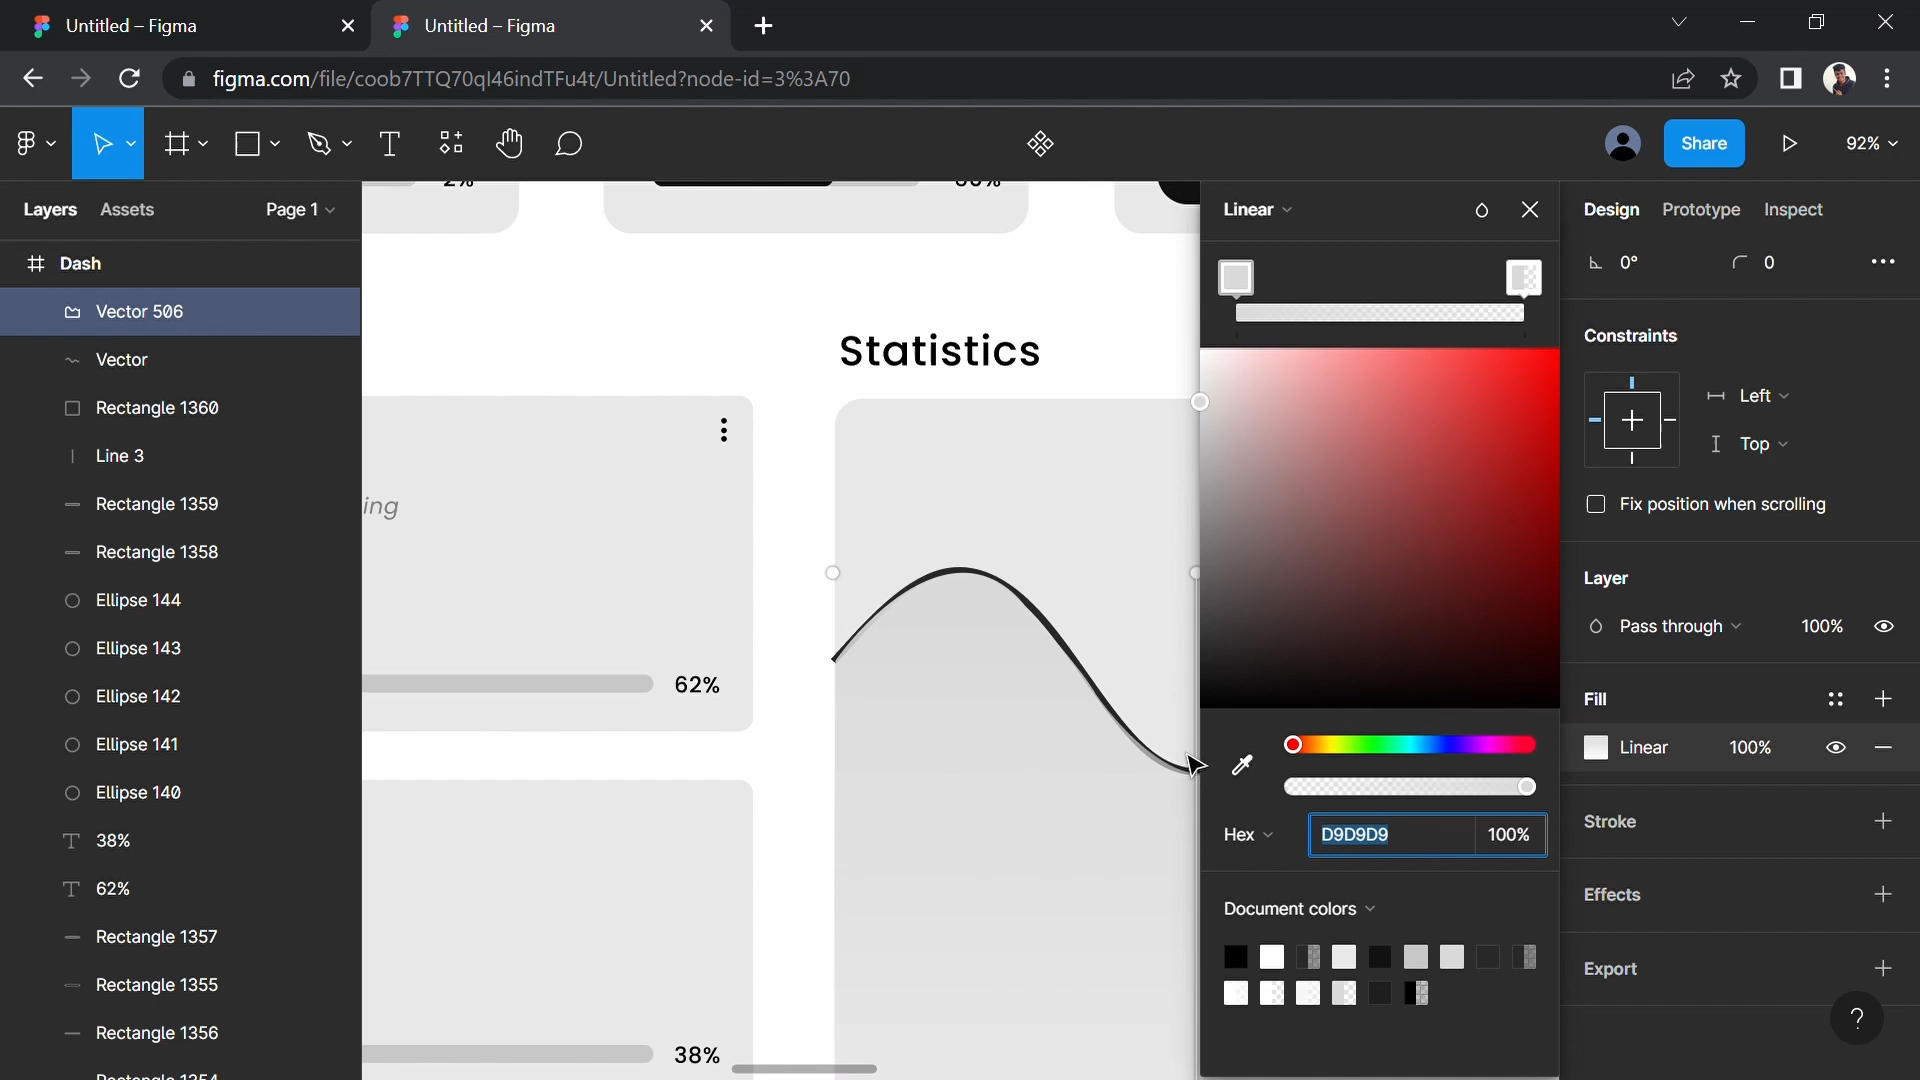 Untitled – Figma
Untitled – Figma
figma.com/file/coob7TTQ70qI46indTFu4t/Untitled?node-id=3%3A70
Share
92%
Layers
Assets
Page 1
Dash
Vector 506
Vector
Rectangle 1360
Line 3
Rectangle 1359
Rectangle 1358
Ellipse 144
Ellipse 143
Ellipse 142
Ellipse 141
Ellipse 140
38%
62%
Rectangle 1357
Rectangle 1355
Rectangle 1356
Rectangle 1354
2%
Statistics
ing
62%
38%
Linear
Hex
D9D9D9
100%
Document colors
Design
Prototype
Inspect
0°
0
Constraints
Left
Top
Fix position when scrolling
Layer
Pass through
100%
Fill
Linear
100%
Stroke
Effects
Export
?